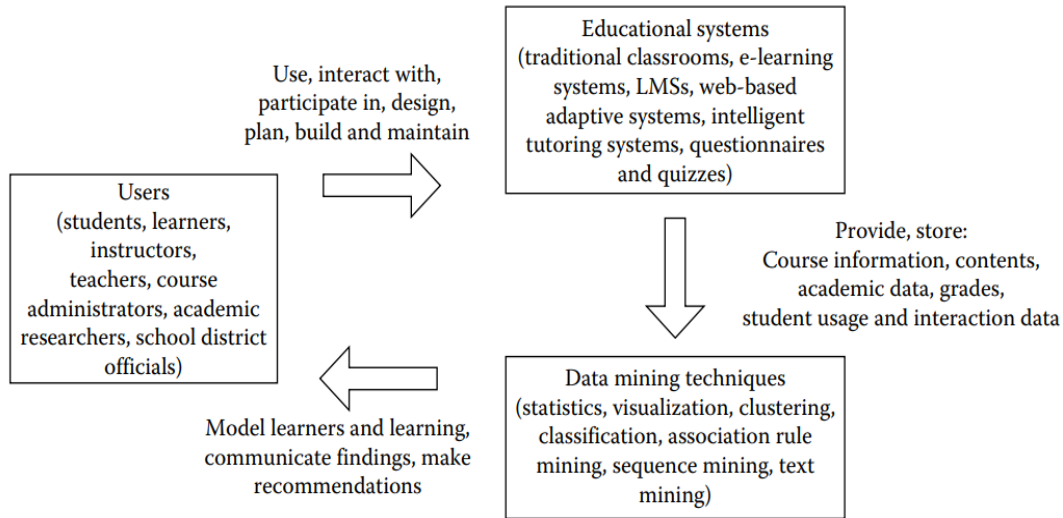 Educational systems
(traditional classrooms, e-learning
systems, LMSs, web-based
adaptive systems, intelligent
tutoring systems, questionnaires
and quizzes)
Use, interact with,
participate in, design,
plan, build and maintain
Users
(students, learners,
instructors,
teachers, course
administrators, academic
researchers, school district
officials)
Provide, store:
Course information, contents,
academic data, grades,
student usage and interaction data
Data mining techniques
(statistics, visualization, clustering,
classification, association rule
mining, sequence mining, text
mining)
Model learners and learning,
communicate findings, make
recommendations